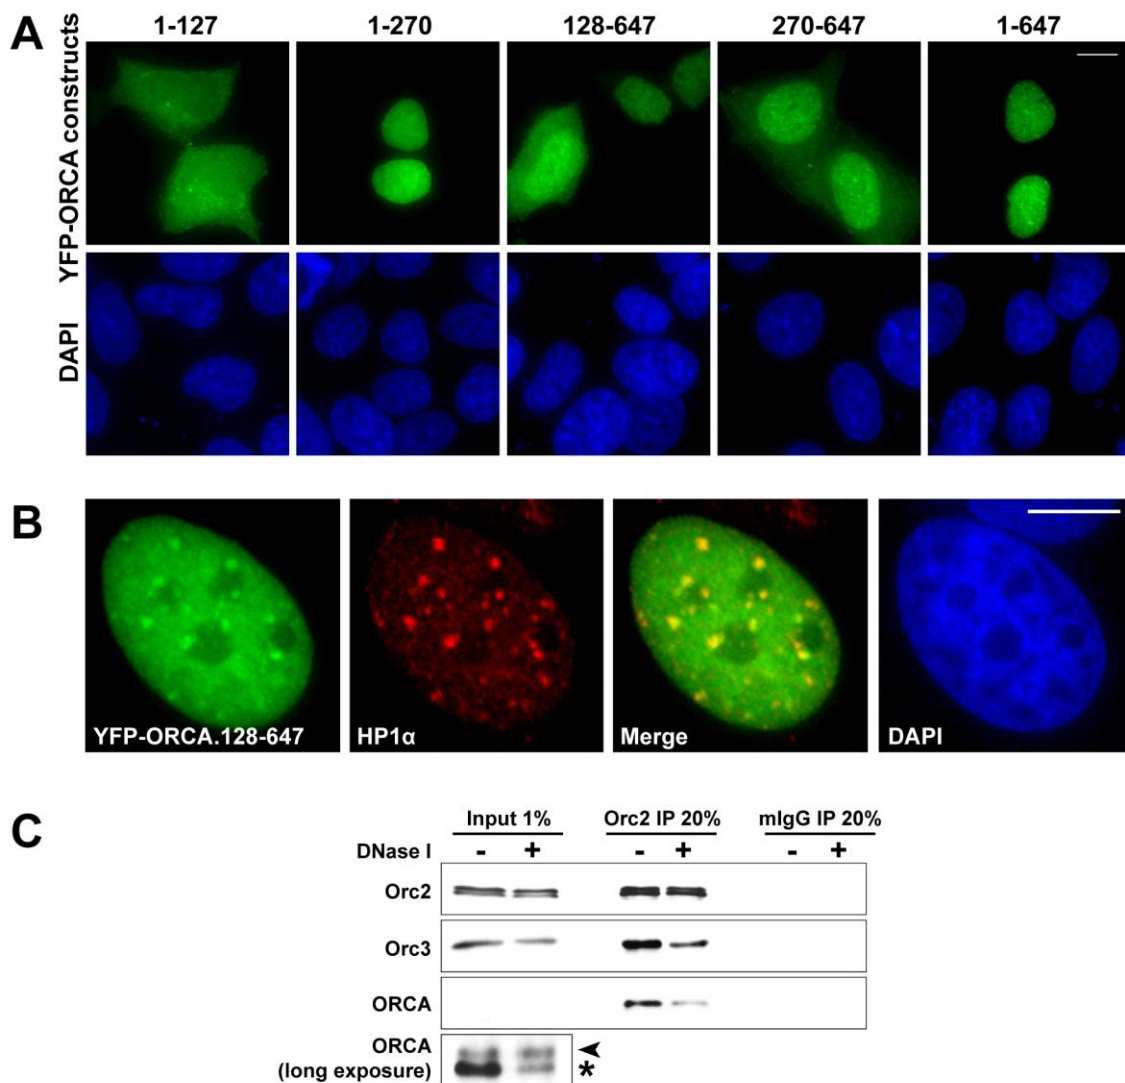 A
1-127 1-270 128-647 270-647 1-647
YFP-ORCA constructs
DAPI
B
YFP-ORCA.128-647 HP1α Merge DAPI
C
Input 1% Orc2 IP 20% mIgG IP 20%
DNase I - + - + - +
Orc2
Orc3
ORCA
ORCA
(long exposure) *